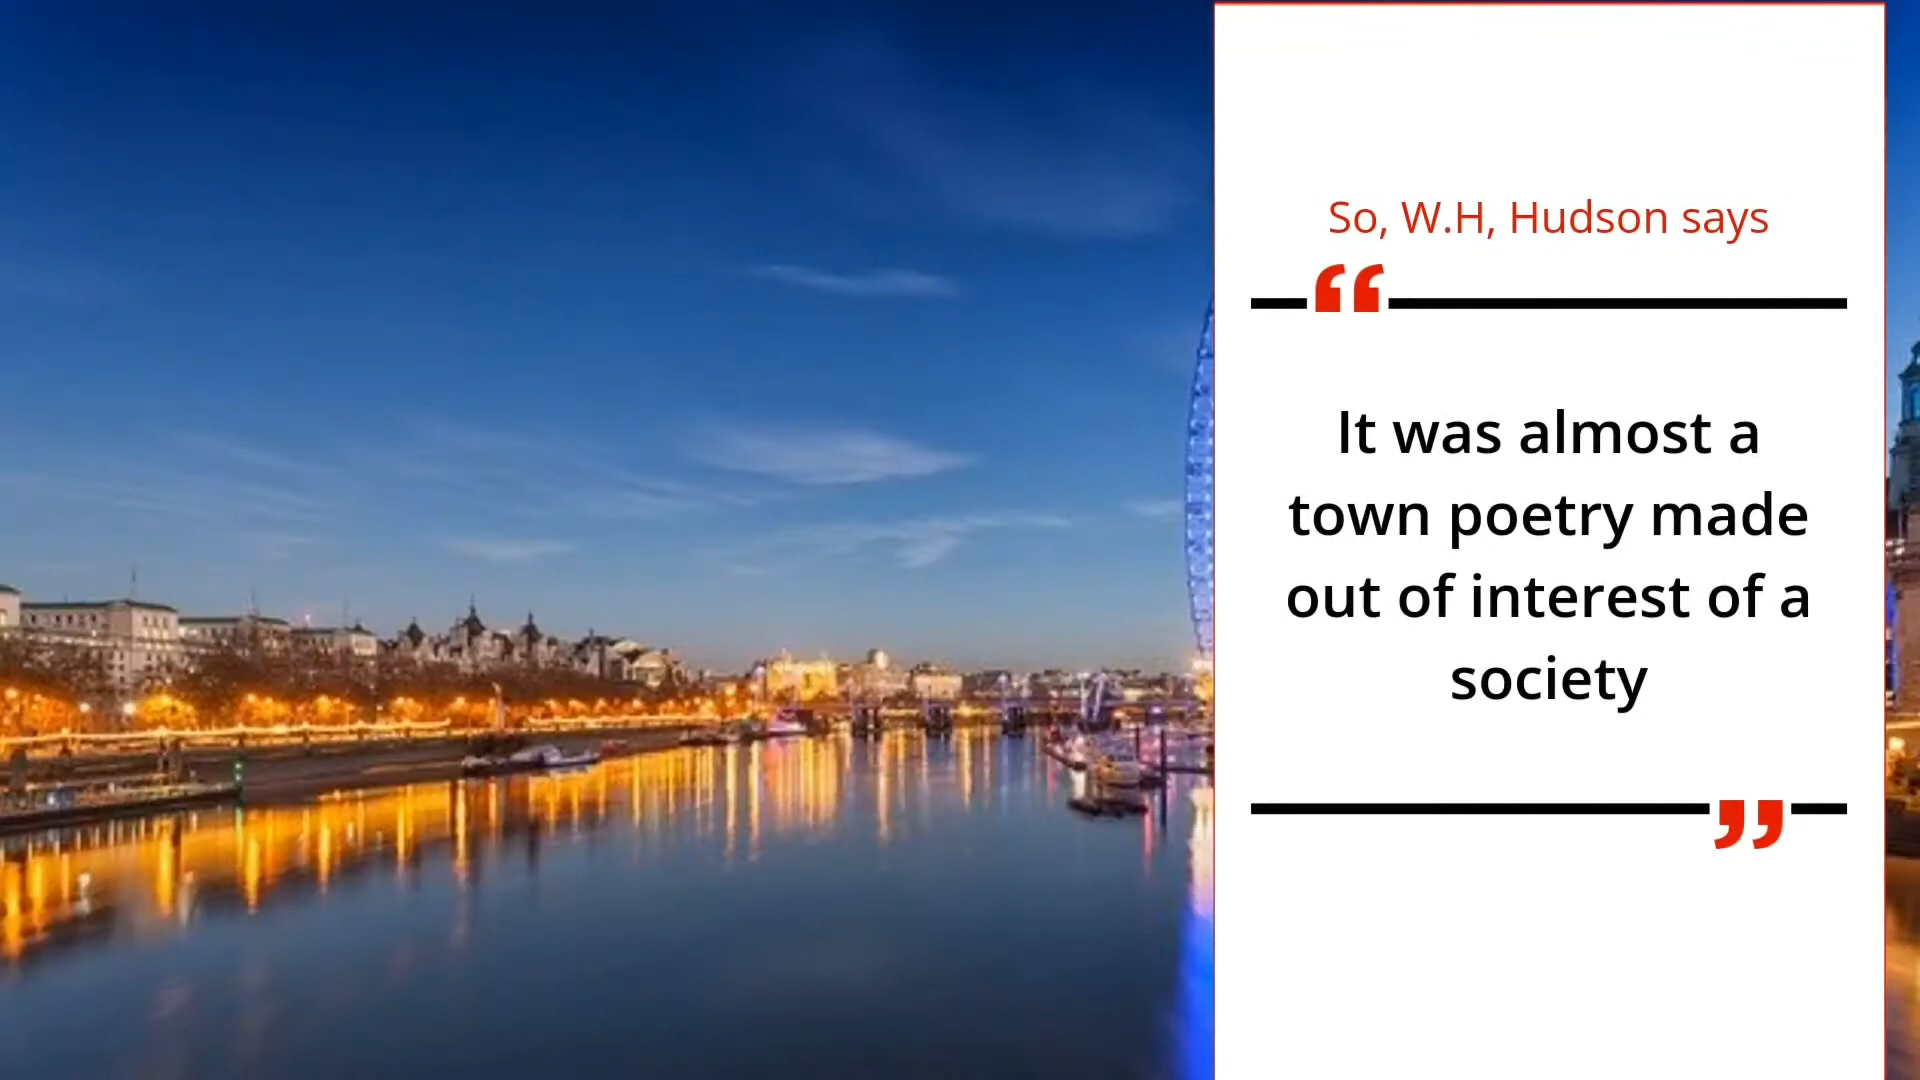 So, W.H, Hudson says
“
It was almost a
town poetry made
out of interest of a
society
”